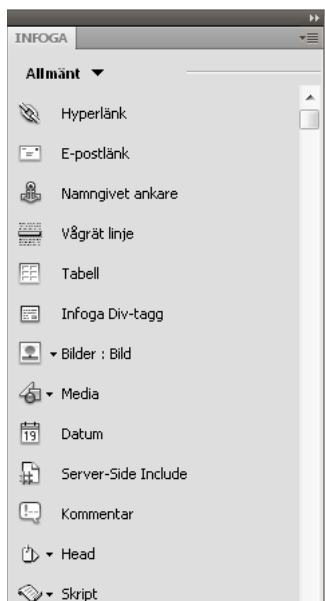 INFOGA
Allmänt
Hyperlänk
E-postlänk
Namngivet ankare
Vågrät linje
Tabell
Infoga Div-tagg
Bilder : Bild
Media
19
Datum
Server-Side Include
Kommentar
Head
Skript